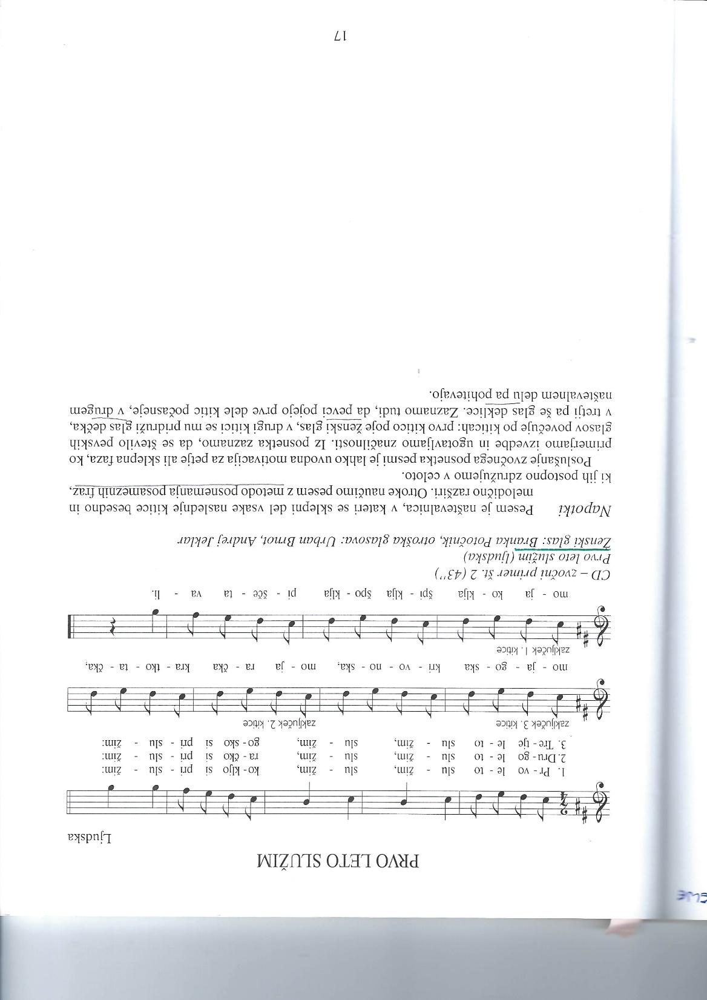 PRVO LETO SLUŽIM
Ljudska
1. Pr - vo le - to slu - žim, slu - žim, ko - kljo si pri - slu - žim:
2. Dru - go le - to slu - žim, slu - žim, ra - čko si pri - slu - žim:
3. Tre - tje le - to slu - žim, slu - žim, go - sko si pri - slu - žim:
zaključek 3. kitice zaključek 2. kitice
mo - ja - go - ska kri - vo - no - ska, mo - ja ra - čka kra - tko - ta - čka,
zaključek 1. kitice
mo - ja ko - klja špi - klja špo - klja pi - šče - ta va - li.
CD – zvočni primer št. 2 (43")
Prvo leto služim (ljudska)
Ženski glas: Branka Potočnik, otroška glasova: Urban Brnot, Andrej Jeklar
Napotki Pesem je naštevalnica, v kateri se sklepni del vsake naslednje kitice besedno in
melodično razširi. Otroke naučimo pesem z metodo posnemanja posameznih fraz,
ki jih postopno združujemo v celoto.
Poslušanje zvočnega posnetka pesmi je lahko uvodna motivacija za petje ali sklepna faza, ko
primerjamo izvedbe in ugotavljamo značilnosti. Iz posnetka zaznamo, da se število pevskih
glasov povečuje po kiticah: prvo kitico poje ženski glas, v drugi kitici se mu pridruži glas dečka,
v tretji pa še glas deklice. Zaznamo tudi, da pevci pojejo prve dele kitic počasneje, v drugem
naštevalnem delu pa pohitevajo.
17